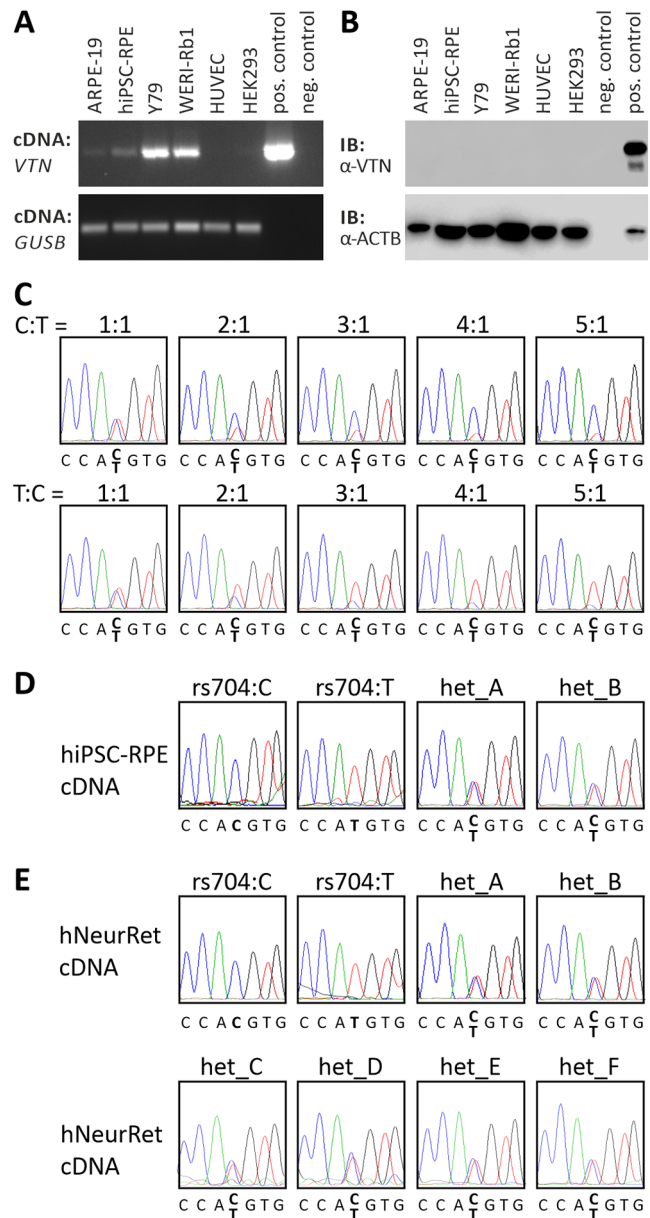 A
ARPE-19 hiPSC-RPE Y79 WERI-Rb1 HUVEC HEK293 pos. control neg. control
cDNA:
VTN
cDNA:
GUSB
B
ARPE-19 hiPSC-RPE Y79 WERI-Rb1 HUVEC HEK293 neg. control pos. control
IB:
α-VTN
IB:
α-ACTB
C
C:T = 1:1 2:1 3:1 4:1 5:1
C C A C G T G C C A C G T G C C A C G T G C C A C G T G C C A C G T G
T T T T T
T:C = 1:1 2:1 3:1 4:1 5:1
C C A C G T G C C A C G T G C C A C G T G C C A C G T G C C A C G T G
T T T T T
D
rs704:C rs704:T het_A het_B
hiPSC-RPE
cDNA
C C A C G T G C C A T G T G C C A C G T G C C A C G T G
T T
E
rs704:C rs704:T het_A het_B
hNeurRet
cDNA
C C A C G T G C C A T G T G C C A C G T G C C A C G T G
T T
het_C het_D het_E het_F
hNeurRet
cDNA
C C A C G T G C C A C G T G C C A C G T G C C A C G T G
T T T T